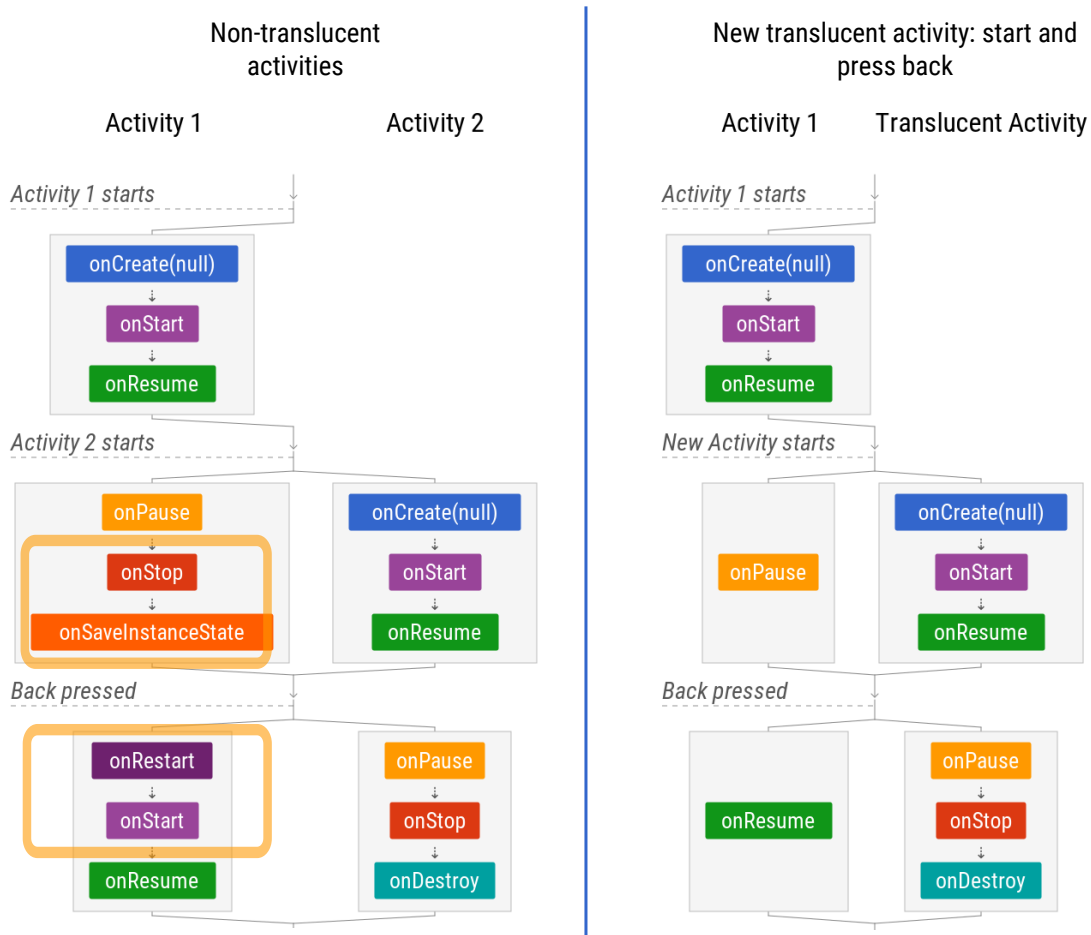 Non-translucent
activities
Activity 1
Activity 2
Activity 1 starts
onCreate(null)
onStart
onResume
Activity 2 starts
onPause
onStop
onSaveInstanceState
onCreate(null)
onStart
onResume
Back pressed
onRestart
onStart
onResume
onPause
onStop
onDestroy
New translucent activity: start and
press back
Activity 1
Translucent Activity
Activity 1 starts
onCreate(null)
onStart
onResume
New Activity starts
onPause
onCreate(null)
onStart
onResume
Back pressed
onResume
onPause
onStop
onDestroy